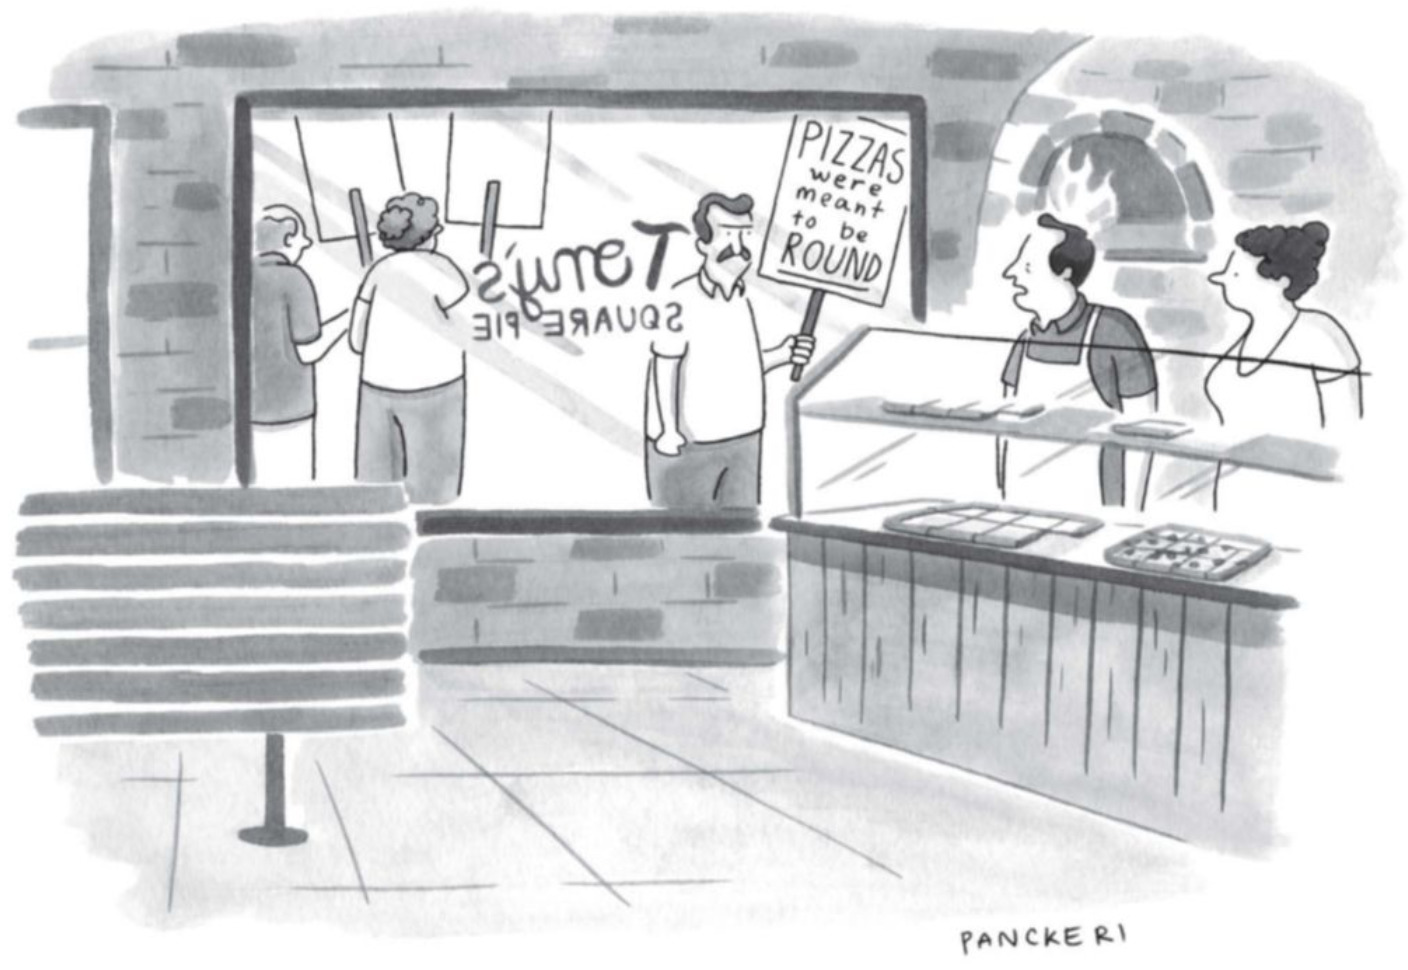 PIZZAS
were
meant
to be
ROUND
Tony's
SQUARE PIE
PANCKERI